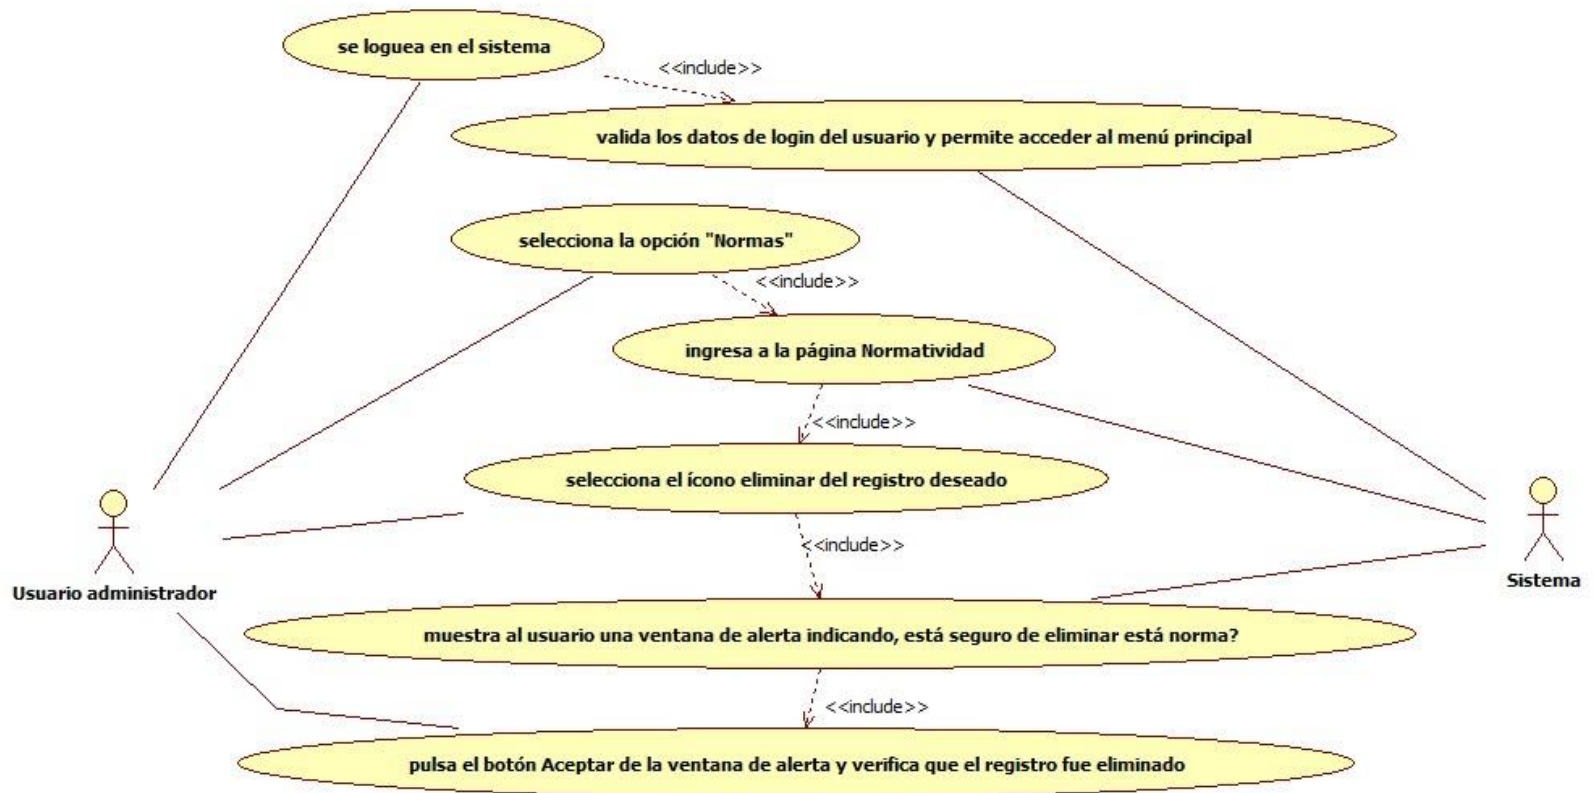 se loguea en el sistema
<<include>>
valida los datos de login del usuario y permite acceder al menú principal
selecciona la opción "Normas"
<<include>>
ingresa a la página Normatividad
<<include>>
selecciona el ícono eliminar del registro deseado
<<include>>
Usuario administrador
Sistema
muestra al usuario una ventana de alerta indicando, está seguro de eliminar está norma?
<<include>>
pulsa el botón Aceptar de la ventana de alerta y verifica que el registro fue eliminado